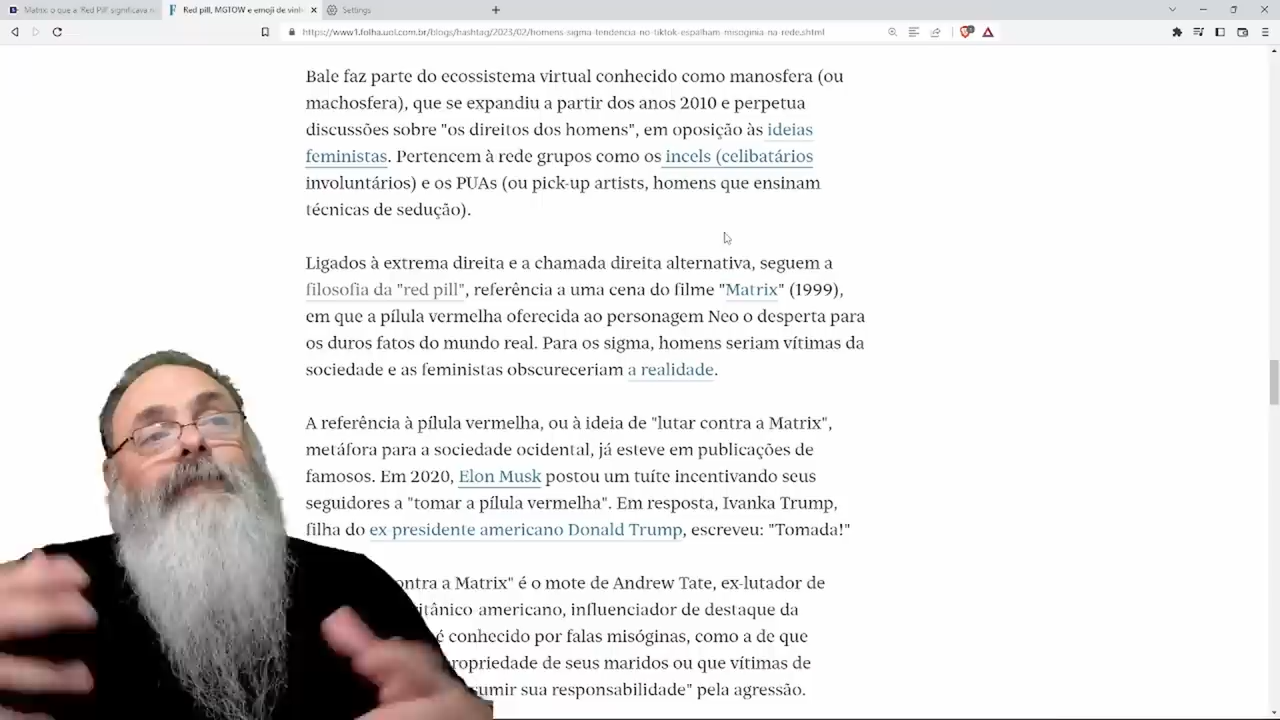 Matrix: o que a 'Red Pill' significava
Red pill, MGTOW e emoji de vinh
Settings
https://www1.folha.uol.com.br/blogs/hashtag/2023/02/homens-sigma-tendencia-no-tiktok-espalham-misoginia-na-rede.shtml
Bale faz parte do ecossistema virtual conhecido como manosfera (ou
machosfera), que se expandiu a partir dos anos 2010 e perpetua
discussões sobre "os direitos dos homens", em oposição às ideias
feministas. Pertencem à rede grupos como os incels (celibatários
involuntários) e os PUAs (ou pick-up artists, homens que ensinam
técnicas de sedução).
Ligados à extrema direita e a chamada direita alternativa, seguem a
filosofia da "red pill", referência a uma cena do filme "Matrix" (1999),
em que a pílula vermelha oferecida ao personagem Neo o desperta para
os duros fatos do mundo real. Para os sigma, homens seriam vítimas da
sociedade e as feministas obscureceriam a realidade.
A referência à pílula vermelha, ou à ideia de "lutar contra a Matrix",
metáfora para a sociedade ocidental, já esteve em publicações de
famosos. Em 2020, Elon Musk postou um tuíte incentivando seus
seguidores a "tomar a pílula vermelha". Em resposta, Ivanka Trump,
filha do ex presidente americano Donald Trump, escreveu: "Tomada!"
ontra a Matrix" é o mote de Andrew Tate, ex-lutador de
itânico americano, influenciador de destaque da
é conhecido por falas misóginas, como a de que
ropriedade de seus maridos ou que vítimas de
sumir sua responsabilidade" pela agressão.